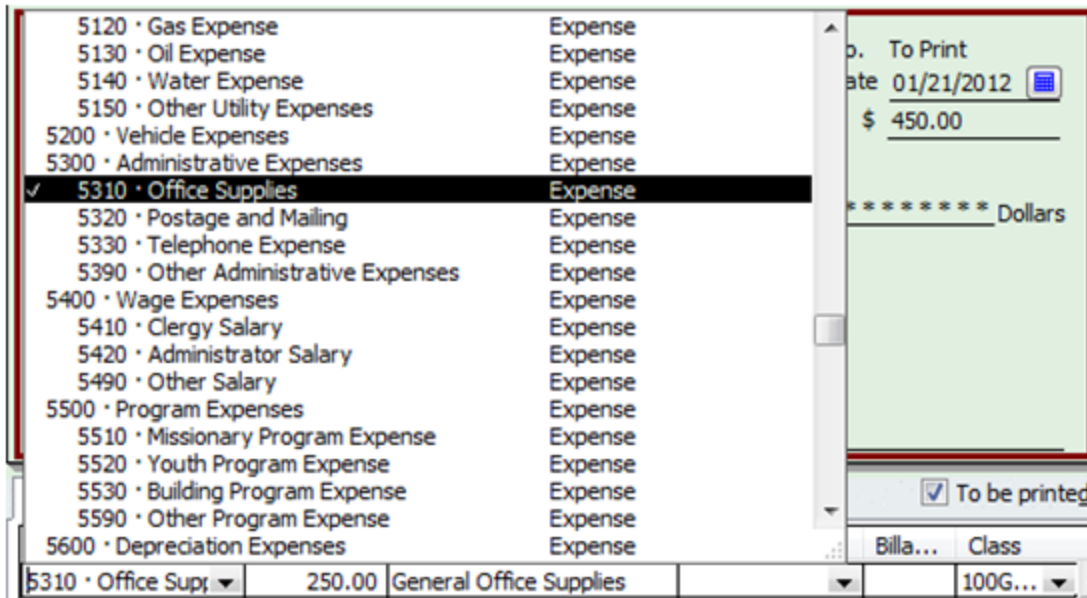 5120 · Gas Expense Expense
5130 · Oil Expense Expense
o. To Print
5140 · Water Expense Expense
ate 01/21/2012
5150 · Other Utility Expenses Expense
$ 450.00
5200 · Vehicle Expenses Expense
5300 · Administrative Expenses Expense
✓ 5310 · Office Supplies Expense
5320 · Postage and Mailing Expense
* * * * * * * * Dollars
5330 · Telephone Expense Expense
5390 · Other Administrative Expenses Expense
5400 · Wage Expenses Expense
5410 · Clergy Salary Expense
5420 · Administrator Salary Expense
5490 · Other Salary Expense
5500 · Program Expenses Expense
5510 · Missionary Program Expense Expense
5520 · Youth Program Expense Expense
5530 · Building Program Expense Expense
To be printed
5590 · Other Program Expense Expense
5600 · Depreciation Expenses Expense
Billa... Class
5310 · Office Supp 250.00 General Office Supplies 100G...